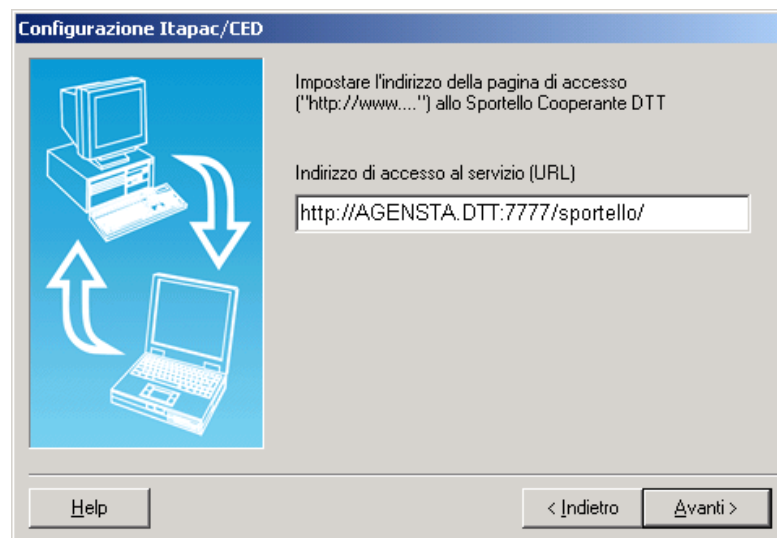 Configurazione Itapac/CED
Impostare l'indirizzo della pagina di accesso
("http://www....") allo Sportello Cooperante DTT
Indirizzo di accesso al servizio (URL)
http://AGENSTA.DTT:7777/sportello/
Help
< Indietro
Avanti >